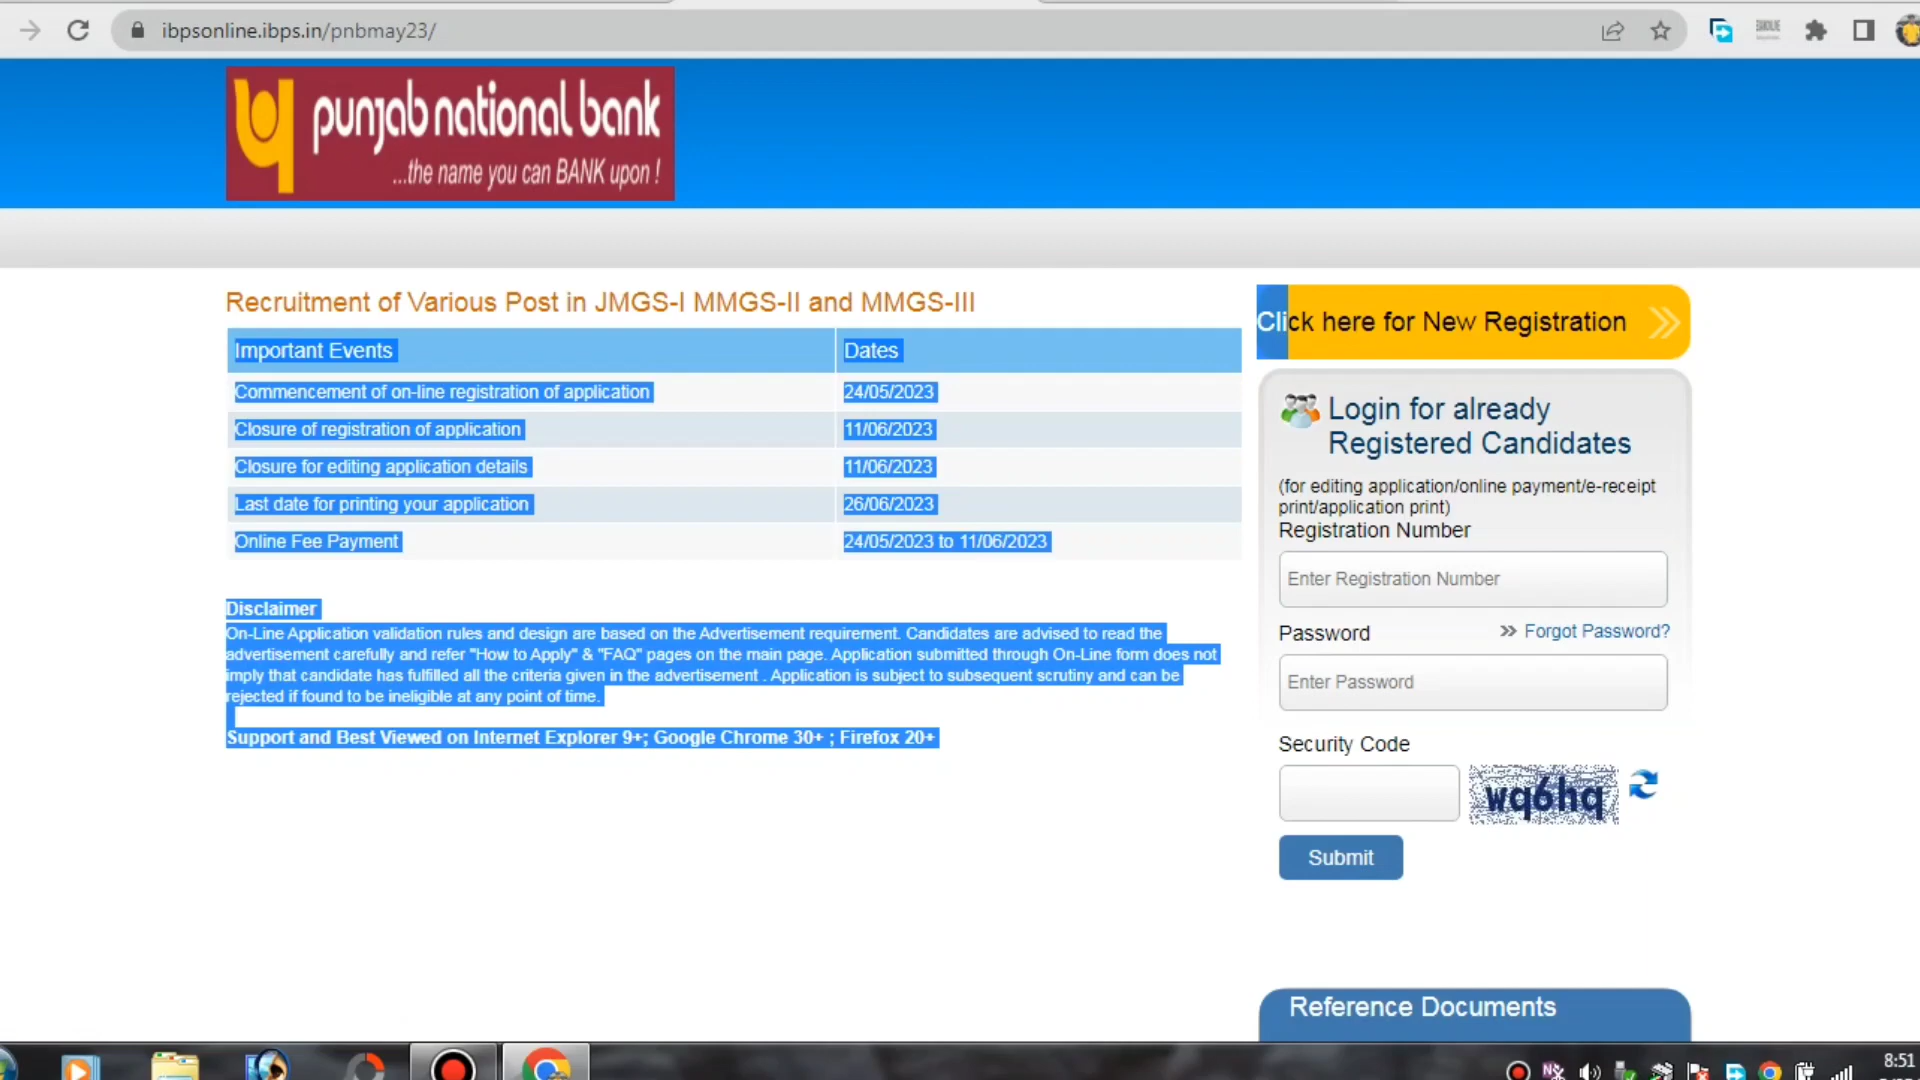 ibpsonline.ibps.in/pnbmay23/
punjab national bank
...the name you can BANK upon !
Recruitment of Various Post in JMGS-I MMGS-II and MMGS-III
Important Events Dates
Commencement of on-line registration of application 24/05/2023
Closure of registration of application 11/06/2023
Closure for editing application details 11/06/2023
Last date for printing your application 26/06/2023
Online Fee Payment 24/05/2023 to 11/06/2023
Disclaimer
On-Line Application validation rules and design are based on the Advertisement requirement. Candidates are advised to read the
advertisement carefully and refer "How to Apply" & "FAQ" pages on the main page. Application submitted through On-Line form does not
imply that candidate has fulfilled all the criteria given in the advertisement . Application is subject to subsequent scrutiny and can be
rejected if found to be ineligible at any point of time.
Support and Best Viewed on Internet Explorer 9+; Google Chrome 30+ ; Firefox 20+
Click here for New Registration
Login for already
Registered Candidates
(for editing application/online payment/e-receipt
print/application print)
Registration Number
Enter Registration Number
Password >> Forgot Password?
Enter Password
Security Code
wq6hq
Submit
Reference Documents
8:51